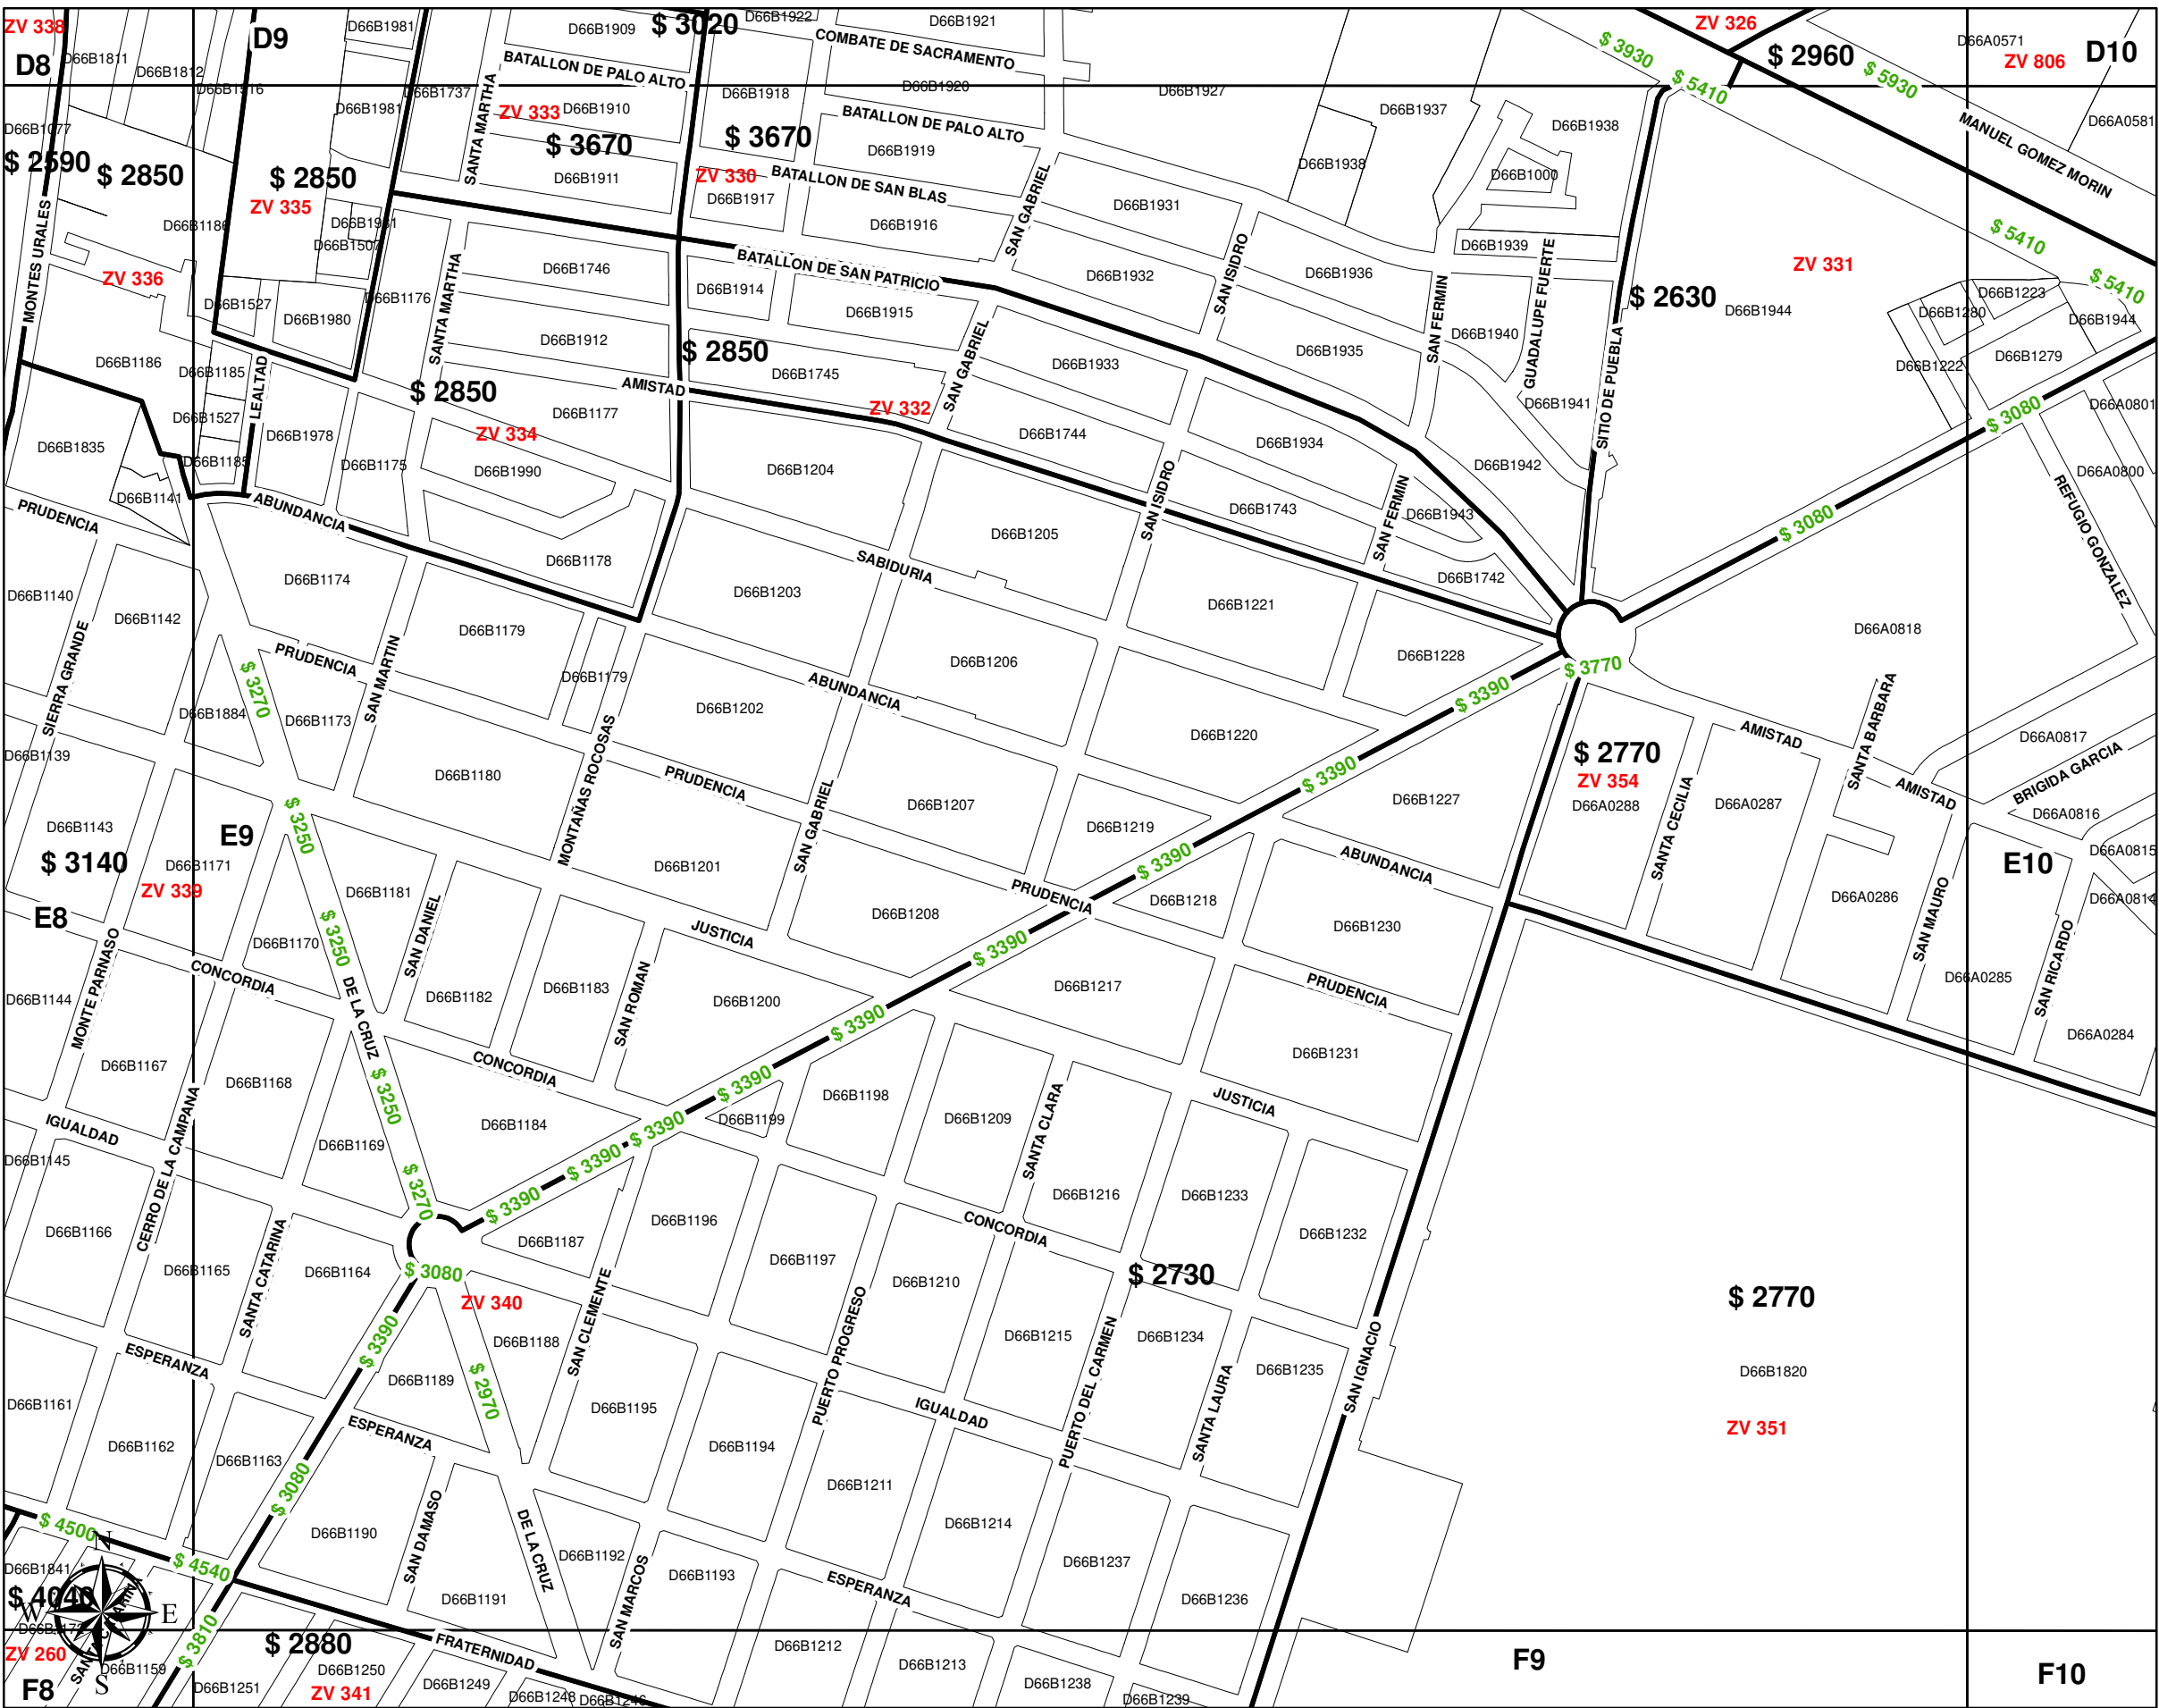 ZV 338
D8
D66B1811
D66B1812
D66B1516
D9
D66B1981
D66B1909
$ 3020
D66B1922
D66B1921
COMBATE DE SACRAMENTO
BATALLON DE PALO ALTO
ZV 326
$ 3930
$ 5410
$ 2960
$ 5930
D66A0571
ZV 806
D10
D66B1077
D66B1981
D66B1737
SANTA MARTHA
ZV 333
D66B1910
D66B1918
D66B1920
D66B1927
D66B1937
D66B1938
D66A0581
MANUEL GOMEZ MORIN
$ 2590
$ 2850
$ 2850
ZV 335
$ 3670
$ 3670
BATALLON DE PALO ALTO
D66B1919
D66B1938
D66B1000
D66B1911
ZV 330
BATALLON DE SAN BLAS
D66B1917
D66B1916
SAN GABRIEL
D66B1931
MONTES URALES
D66B1186
D66B1981
D66B1507
ZV 336
D66B1746
BATALLON DE SAN PATRICIO
D66B1914
D66B1915
D66B1932
SAN ISIDRO
D66B1936
D66B1939
GUADALUPE FUERTE
SAN FERMIN
ZV 331
$ 5410
$ 5410
$ 2630
D66B1944
D66B1223
D66B1280
D66B1944
D66B1527
D66B1980
D66B1176
SANTA MARTHA
D66B1912
$ 2850
D66B1745
SAN GABRIEL
D66B1933
D66B1935
D66B1940
SITIO DE PUEBLA
D66B1222
D66B1279
D66B1186
D66B1185
LEALTAD
$ 2850
AMISTAD
D66B1177
ZV 332
D66B1941
$ 3080
D66A0801
D66B1527
D66B1835
D66B1978
ZV 334
D66B1744
D66B1934
D66B1185
D66B1175
D66B1990
D66B1204
D66B1942
D66A0800
D66B1141
PRUDENCIA
ABUNDANCIA
SAN ISIDRO
D66B1743
SAN FERMIN
D66B1943
$ 3080
REFUGIO GONZALEZ
D66B1205
D66B1178
SABIDURIA
D66B1174
D66B1742
D66B1140
D66B1142
D66B1203
D66B1221
SIERRA GRANDE
D66B1179
D66A0818
PRUDENCIA
SAN MARTIN
D66B1179
D66B1206
D66B1228
$ 3770
$ 3270
ABUNDANCIA
$ 3390
D66B1884
D66B1173
D66B1202
D66B1220
SANTA BARBARA
AMISTAD
D66B1139
$ 2770
ZV 354
D66A0817
D66B1180
MONTAÑAS ROCOSAS
PRUDENCIA
$ 3390
BRIGIDA GARCIA
AMISTAD
D66B1227
D66A0288
SANTA CECILIA
D66A0287
D66B1207
D66A0816
D66B1143
E9
$ 3250
D66B1219
SAN GABRIEL
$ 3140
D66B1171
D66B1201
$ 3390
ABUNDANCIA
E10
D66A0815
ZV 339
D66B1181
PRUDENCIA
D66B1218
D66A0286
D66A0814
E8
D66B1208
D66B1230
SAN MAURO
SAN RICARDO
D66B1170
$ 3250
SAN DANIEL
JUSTICIA
$ 3390
MONTE PARNASO
CONCORDIA
D66B1144
D66B1182
D66B1183
SAN ROMAN
D66B1200
D66B1217
PRUDENCIA
D66A0285
DE LA CRUZ
$ 3390
D66A0284
D66B1167
D66B1168
$ 3250
CONCORDIA
$ 3390
D66B1198
D66B1231
D66B1184
D66B1199
D66B1209
SANTA CLARA
JUSTICIA
IGUALDAD
CERRO DE LA CAMPANA
D66B1169
$ 3390
D66B1145
$ 3390
$ 3270
$ 3390
D66B1216
D66B1233
D66B1166
D66B1196
D66B1187
CONCORDIA
D66B1232
D66B1197
D66B1165
SANTA CATARINA
D66B1164
$ 3080
D66B1210
$ 2730
$ 2770
ZV 340
SAN CLEMENTE
D66B1188
PUERTO PROGRESO
D66B1215
PUERTO DEL CARMEN
D66B1234
$ 3390
ESPERANZA
D66B1189
$ 2970
D66B1235
SAN IGNACIO
D66B1820
D66B1161
D66B1195
IGUALDAD
SANTA LAURA
ZV 351
D66B1162
ESPERANZA
D66B1194
D66B1163
$ 3080
D66B1211
D66B1190
SAN DAMASO
DE LA CRUZ
D66B1214
$ 4500
N
$ 4540
D66B1192
D66B1237
D66B1841
D66B1193
SAN MARCOS
ESPERANZA
$ 4040
D66B1191
D66B1236
W
E
SANTA CATARINA
$ 3810
$ 2880
FRATERNIDAD
D66B1212
ZV 260
D66B1159
D66B1250
D66B1213
F9
F8
S
D66B1251
ZV 341
D66B1249
D66B1248
D66B1246
D66B1238
D66B1239
F10